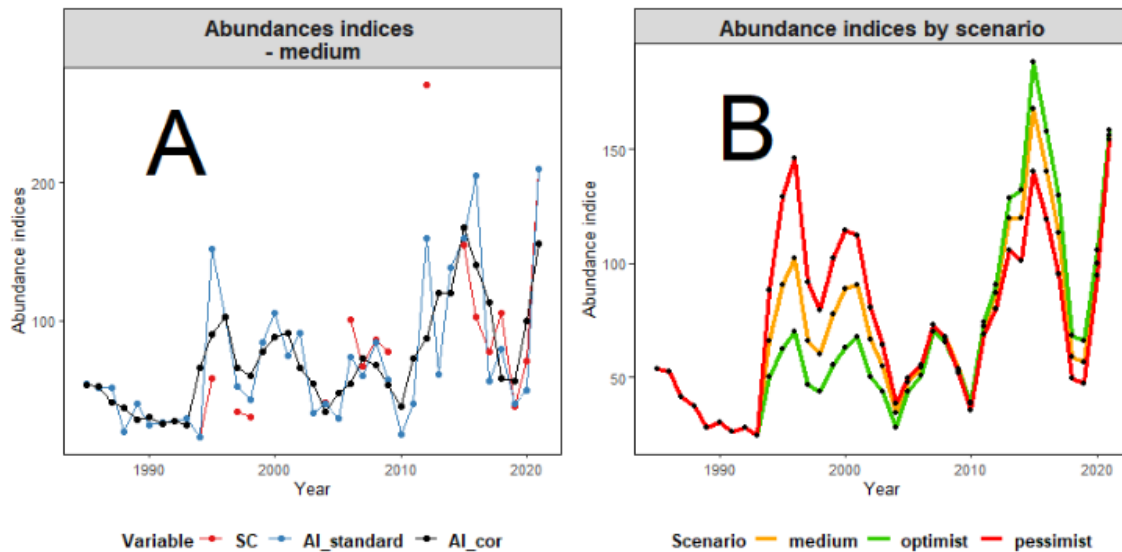 Abundances indices
- medium
A
Abundances indices
200
100
1990
2000
2010
2020
Year
Variable SC AI_standard AI_cor
Abundance indices by scenario
B
Abundance indice
150
100
50
1990
2000
2010
2020
Year
Scenario medium optimist pessimist